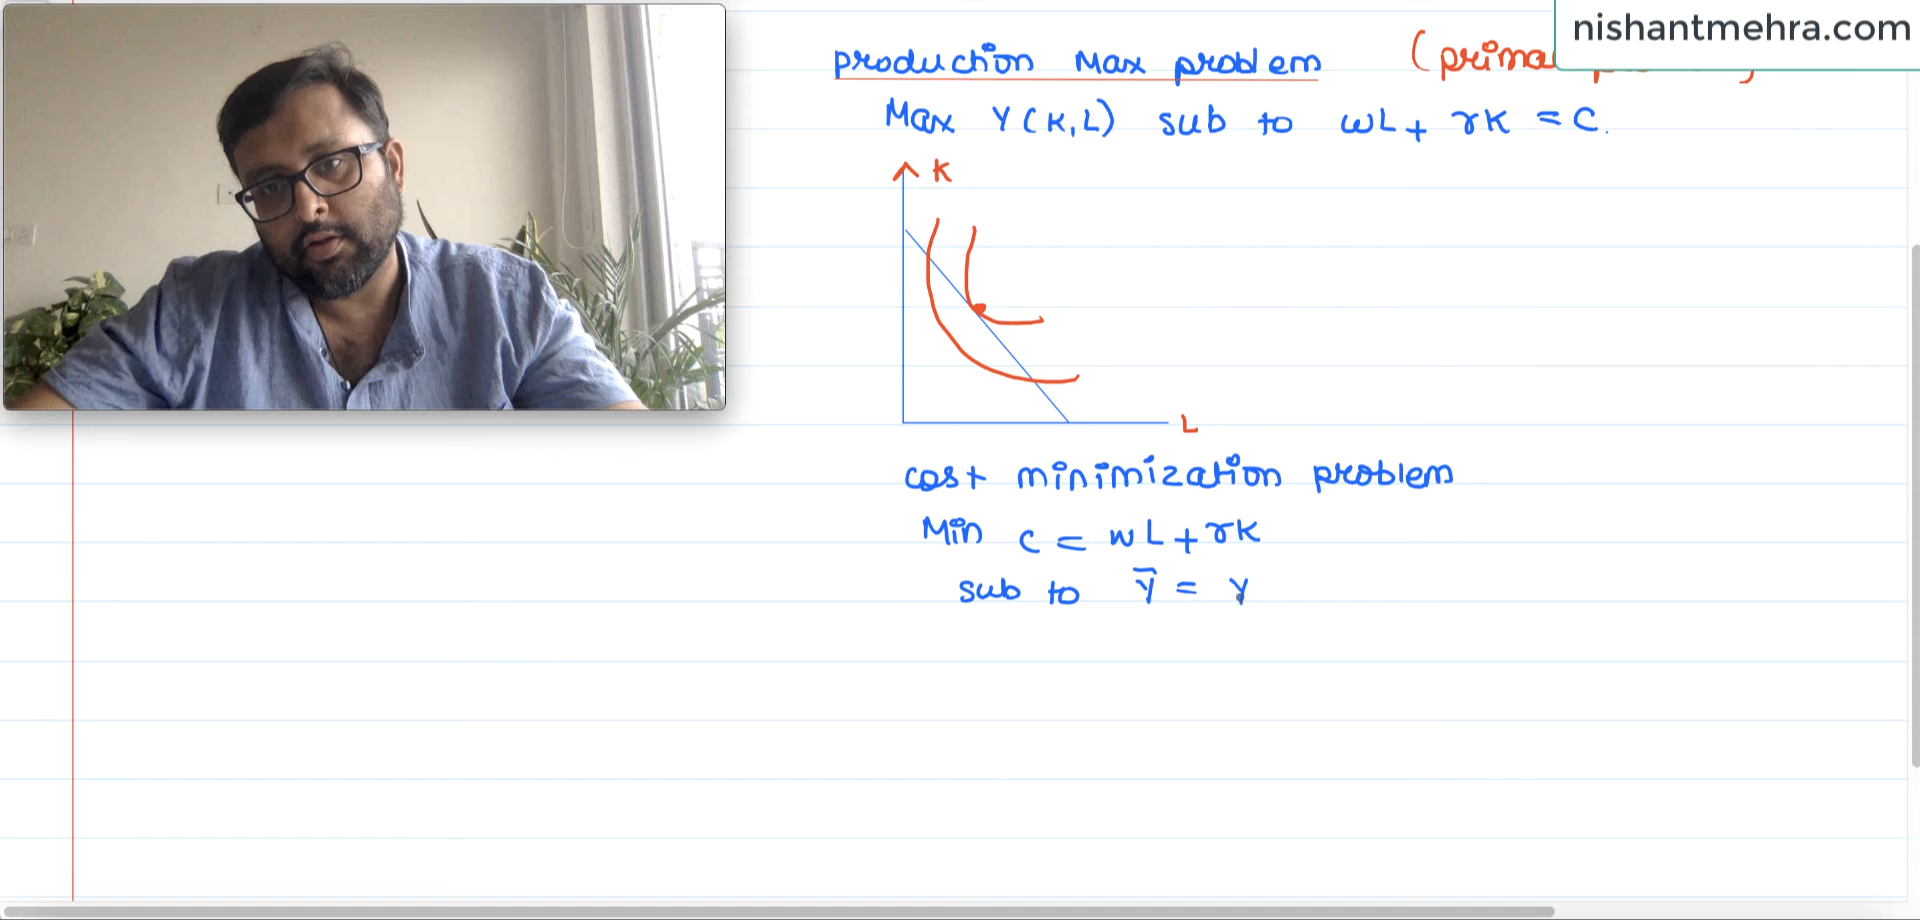 nishantmehra.com
production Max problem (prima
Max Y(K,L) sub to wL + rK = C.
K
L
cost minimization problem
Min C = wL + rK
sub to Ȳ = Y